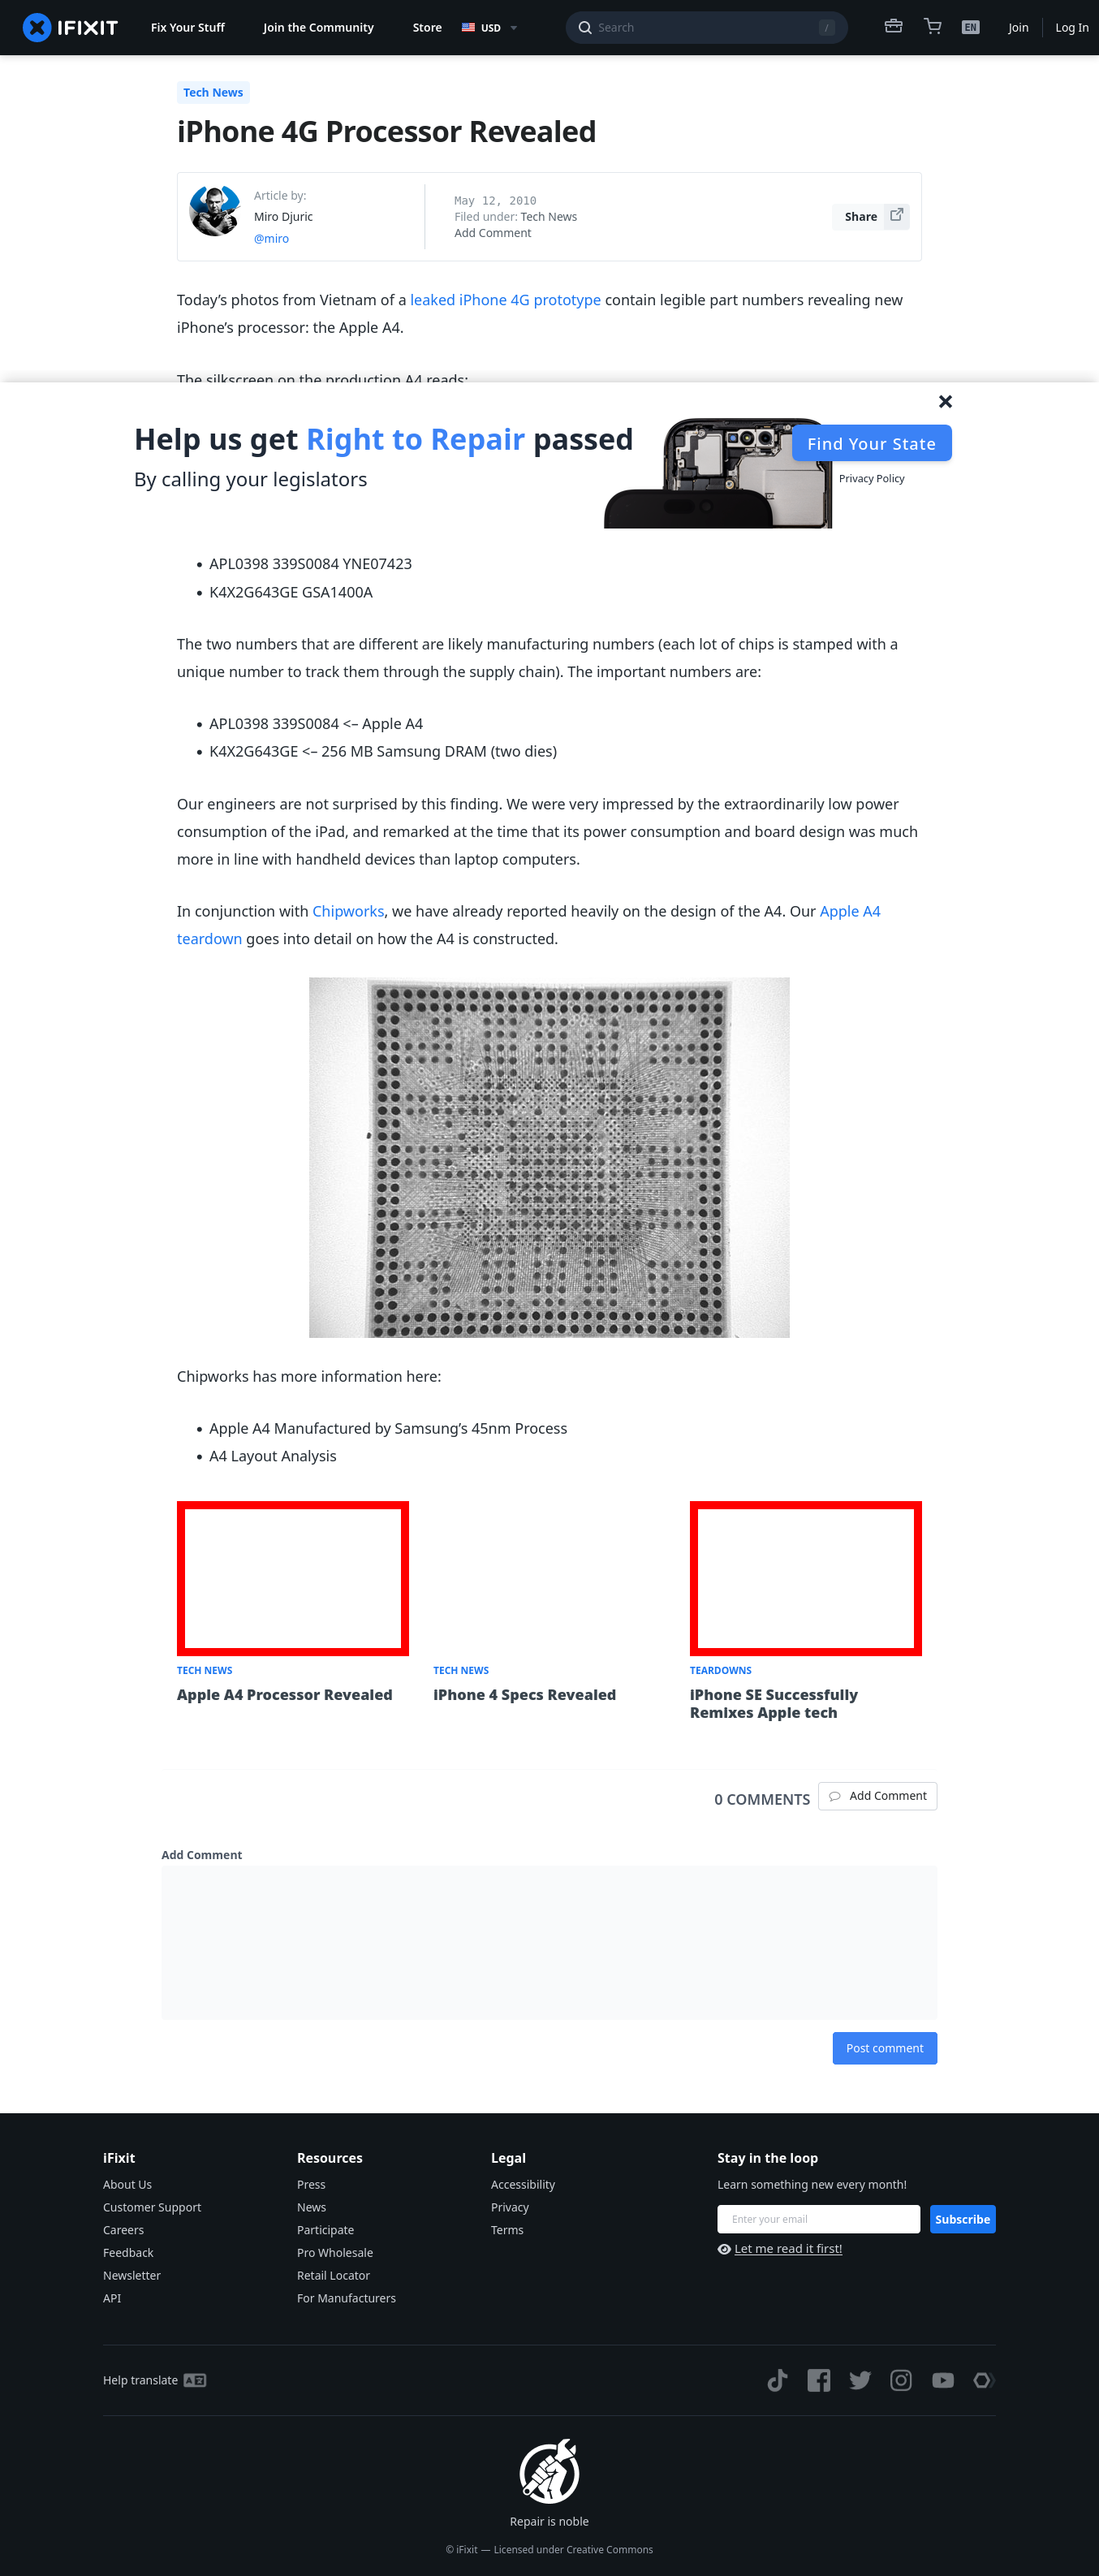 IFIXIT
Fix Your Stuff
Join the Community
Store
USD
Search
/
EN
Join
Log In
Tech News
iPhone 4G Processor Revealed
Article by:
Miro Djuric
@miro
May 12, 2010
Filed under: Tech News
Add Comment
Share
Today’s photos from Vietnam of a leaked iPhone 4G prototype contain legible part numbers revealing new
iPhone’s processor: the Apple A4.
The silkscreen on the production A4 reads:
Help us get Right to Repair passed
By calling your legislators
Find Your State
Privacy Policy
• APL0398 339S0084 YNE07423
• K4X2G643GE GSA1400A
The two numbers that are different are likely manufacturing numbers (each lot of chips is stamped with a
unique number to track them through the supply chain). The important numbers are:
• APL0398 339S0084 <– Apple A4
• K4X2G643GE <– 256 MB Samsung DRAM (two dies)
Our engineers are not surprised by this finding. We were very impressed by the extraordinarily low power
consumption of the iPad, and remarked at the time that its power consumption and board design was much
more in line with handheld devices than laptop computers.
In conjunction with Chipworks, we have already reported heavily on the design of the A4. Our Apple A4
teardown goes into detail on how the A4 is constructed.
Chipworks has more information here:
• Apple A4 Manufactured by Samsung’s 45nm Process
• A4 Layout Analysis
TECH NEWS
Apple A4 Processor Revealed
TECH NEWS
iPhone 4 Specs Revealed
TEARDOWNS
iPhone SE Successfully
Remixes Apple tech
0 COMMENTS
Add Comment
Add Comment
Post comment
iFixit
About Us
Customer Support
Careers
Feedback
Newsletter
API
Resources
Press
News
Participate
Pro Wholesale
Retail Locator
For Manufacturers
Legal
Accessibility
Privacy
Terms
Stay in the loop
Learn something new every month!
Enter your email
Subscribe
Let me read it first!
Help translate
Repair is noble
© iFixit — Licensed under Creative Commons